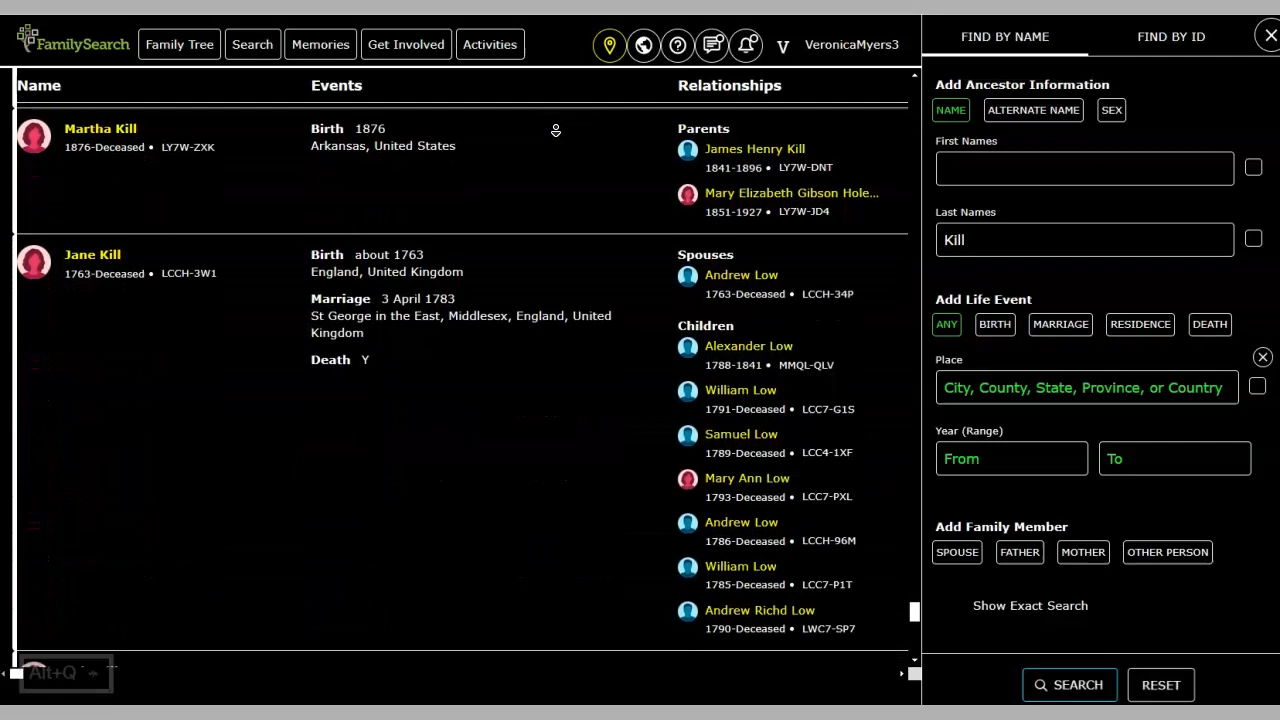 FamilySearch
Family Tree
Search
Memories
Get Involved
Activities
V
VeronicaMyers3
FIND BY NAME
FIND BY ID
Name
Events
Relationships
Martha Kill
1876-Deceased • LY7W-ZXK
Birth 1876
Arkansas, United States
Parents
James Henry Kill
1841-1896 • LY7W-DNT
Mary Elizabeth Gibson Hole...
1851-1927 • LY7W-JD4
Jane Kill
1763-Deceased • LCCH-3W1
Birth about 1763
England, United Kingdom
Marriage 3 April 1783
St George in the East, Middlesex, England, United
Kingdom
Death Y
Spouses
Andrew Low
1763-Deceased • LCCH-34P
Children
Alexander Low
1788-1841 • MMQL-QLV
William Low
1791-Deceased • LCC7-G1S
Samuel Low
1789-Deceased • LCC4-1XF
Mary Ann Low
1793-Deceased • LCC7-PXL
Andrew Low
1786-Deceased • LCCH-96M
William Low
1785-Deceased • LCC7-P1T
Andrew Richd Low
1790-Deceased • LWC7-SP7
Alt+Q
Add Ancestor Information
NAME
ALTERNATE NAME
SEX
First Names
Last Names
Kill
Add Life Event
ANY
BIRTH
MARRIAGE
RESIDENCE
DEATH
Place
City, County, State, Province, or Country
Year (Range)
From
To
Add Family Member
SPOUSE
FATHER
MOTHER
OTHER PERSON
Show Exact Search
SEARCH
RESET